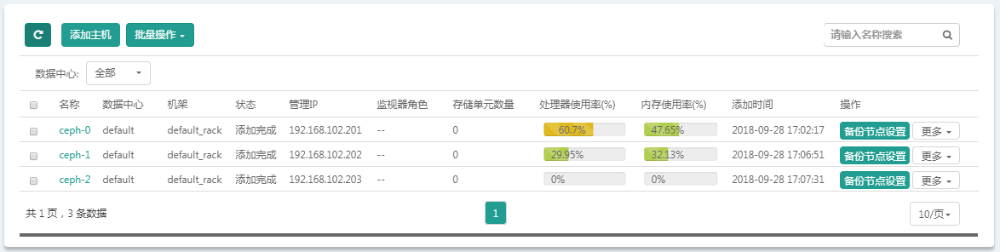 添加主机 批量操作 请输入名称搜索
数据中心: 全部
名称 数据中心 机架 状态 管理IP 监视器角色 存储单元数量 处理器使用率(%) 内存使用率(%) 添加时间 操作
ceph-0 default default_rack 添加完成 192.168.102.201 -- 0 60.7% 47.65% 2018-09-28 17:02:17 备份节点设置 更多
ceph-1 default default_rack 添加完成 192.168.102.202 -- 0 29.95% 32.13% 2018-09-28 17:06:51 备份节点设置 更多
ceph-2 default default_rack 添加完成 192.168.102.203 -- 0 0% 0% 2018-09-28 17:07:31 备份节点设置 更多
共 1 页，3 条数据 1 10/页